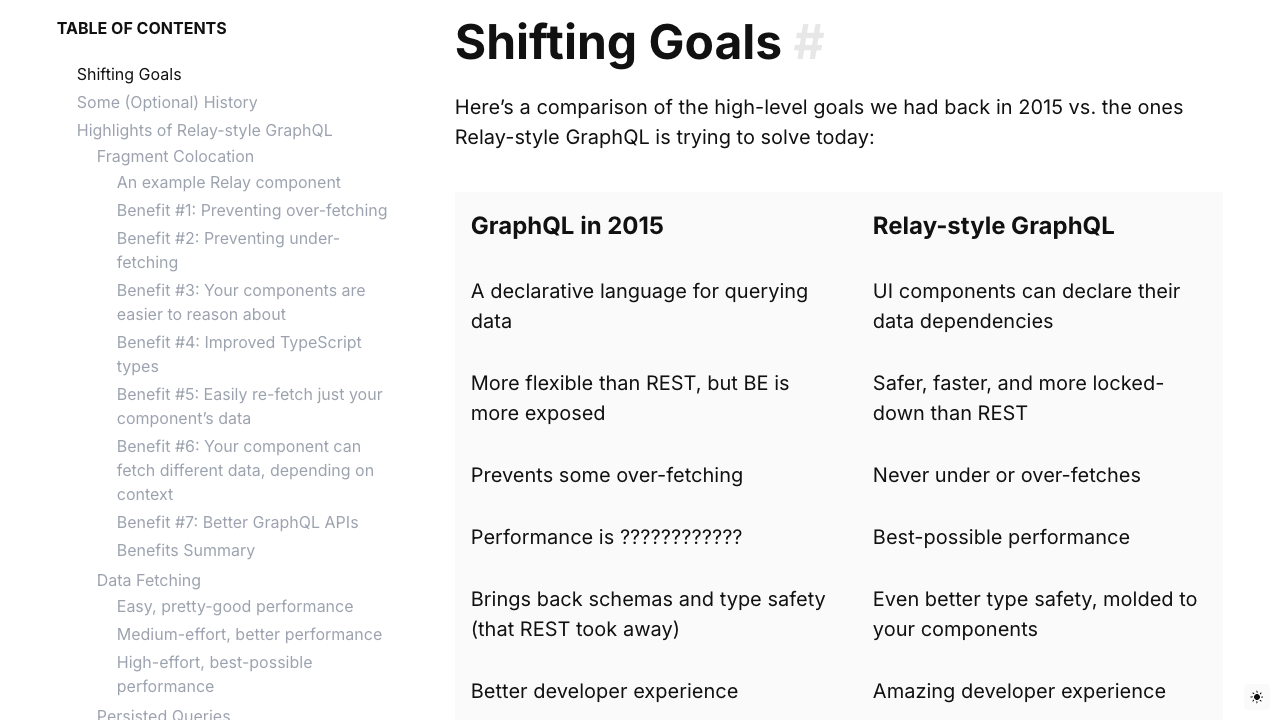 TABLE OF CONTENTS
Shifting Goals
Some (Optional) History
Highlights of Relay-style GraphQL
Fragment Colocation
An example Relay component
Benefit #1: Preventing over-fetching
Benefit #2: Preventing under-
fetching
Benefit #3: Your components are
easier to reason about
Benefit #4: Improved TypeScript
types
Benefit #5: Easily re-fetch just your
component’s data
Benefit #6: Your component can
fetch different data, depending on
context
Benefit #7: Better GraphQL APIs
Benefits Summary
Data Fetching
Easy, pretty-good performance
Medium-effort, better performance
High-effort, best-possible
performance
Persisted Queries
Shifting Goals #
Here’s a comparison of the high-level goals we had back in 2015 vs. the ones
Relay-style GraphQL is trying to solve today:
GraphQL in 2015
Relay-style GraphQL
A declarative language for querying
data
UI components can declare their
data dependencies
More flexible than REST, but BE is
more exposed
Safer, faster, and more locked-
down than REST
Prevents some over-fetching
Never under or over-fetches
Performance is ????????????
Best-possible performance
Brings back schemas and type safety
(that REST took away)
Even better type safety, molded to
your components
Better developer experience
Amazing developer experience